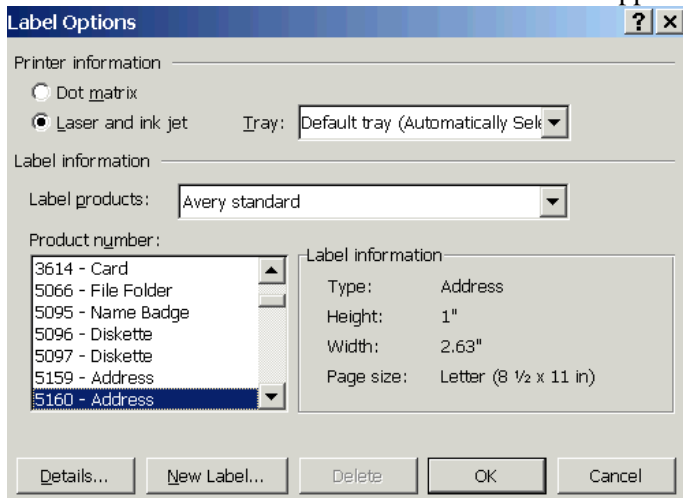 Label Options
Printer information
Dot matrix
Laser and ink jet Tray: Default tray (Automatically Sele
Label information
Label products: Avery standard
Product number:
3614 - Card
5066 - File Folder
5095 - Name Badge
5096 - Diskette
5097 - Diskette
5159 - Address
5160 - Address
Label information
Type: Address
Height: 1"
Width: 2.63"
Page size: Letter (8 ½ x 11 in)
Details... New Label... Delete OK Cancel